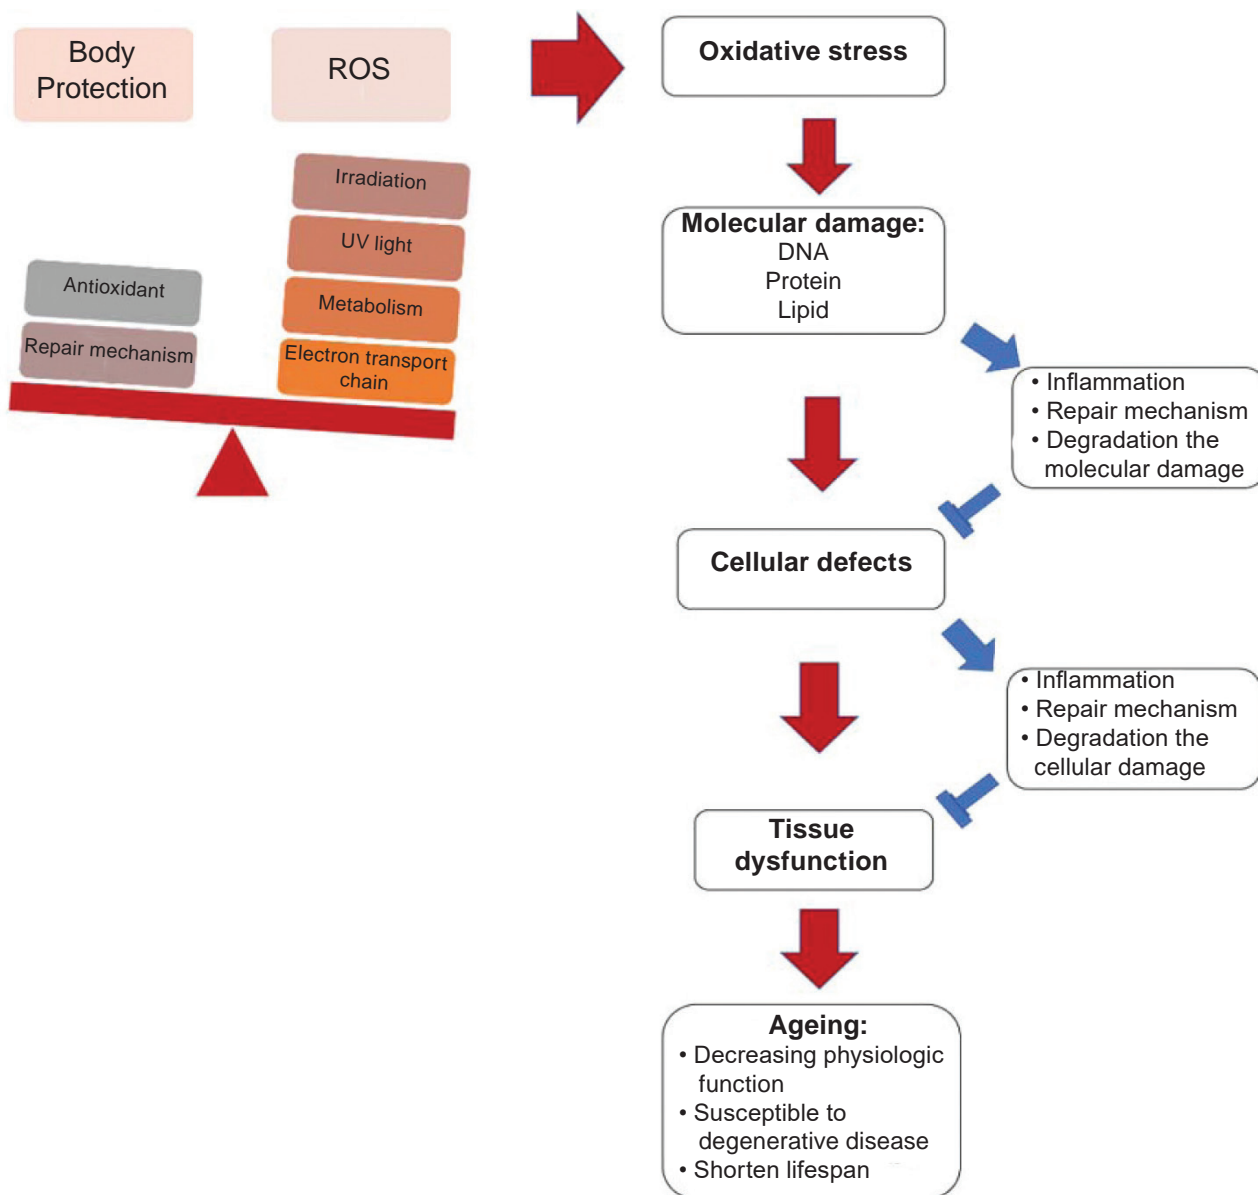 Body
Protection
ROS
Irradiation
UV light
Metabolism
Electron transport
chain
Antioxidant
Repair mechanism
Oxidative stress
Molecular damage:
DNA
Protein
Lipid
• Inflammation
• Repair mechanism
• Degradation the
molecular damage
Cellular defects
• Inflammation
• Repair mechanism
• Degradation the
cellular damage
Tissue
dysfunction
Ageing:
• Decreasing physiologic
function
• Susceptible to
degenerative disease
• Shorten lifespan